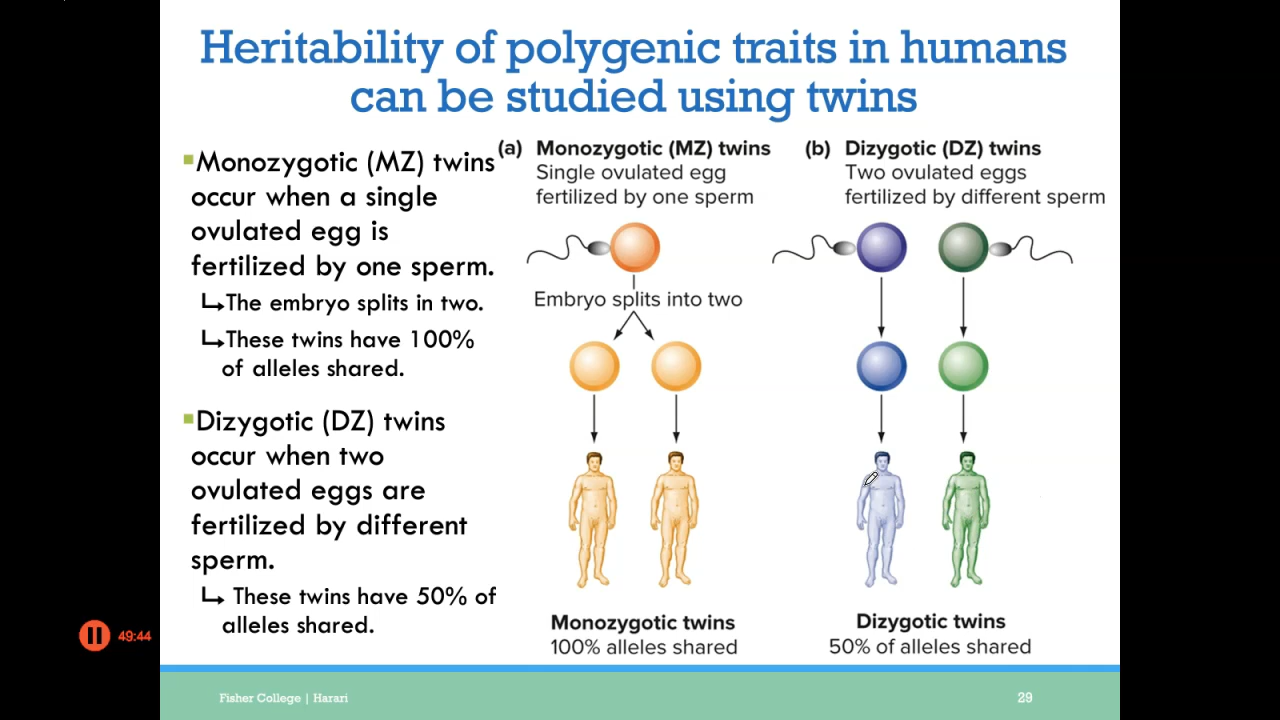 Heritability of polygenic traits in humans
can be studied using twins
Monozygotic (MZ) twins
occur when a single
ovulated egg is
fertilized by one sperm.
The embryo splits in two.
These twins have 100%
of alleles shared.
Dizygotic (DZ) twins
occur when two
ovulated eggs are
fertilized by different
sperm.
These twins have 50% of
alleles shared.
(a) Monozygotic (MZ) twins
Single ovulated egg
fertilized by one sperm
Embryo splits into two
Monozygotic twins
100% alleles shared
(b) Dizygotic (DZ) twins
Two ovulated eggs
fertilized by different sperm
Dizygotic twins
50% of alleles shared
49:44
Fisher College | Harari
29